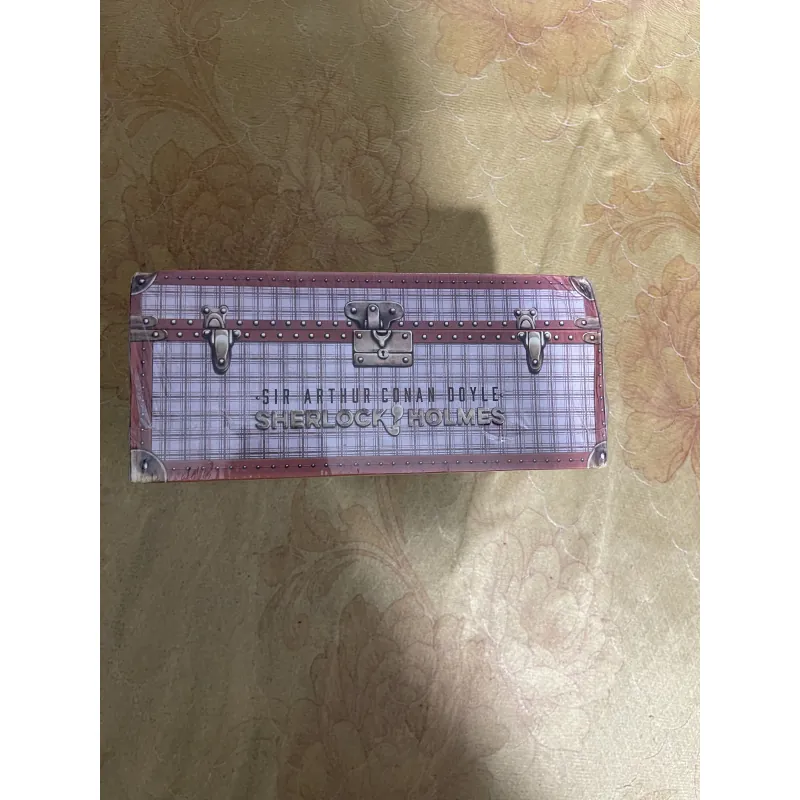 ·SIR ARTHUR CONAN DOYLE·
SHERLOCK HOLMES